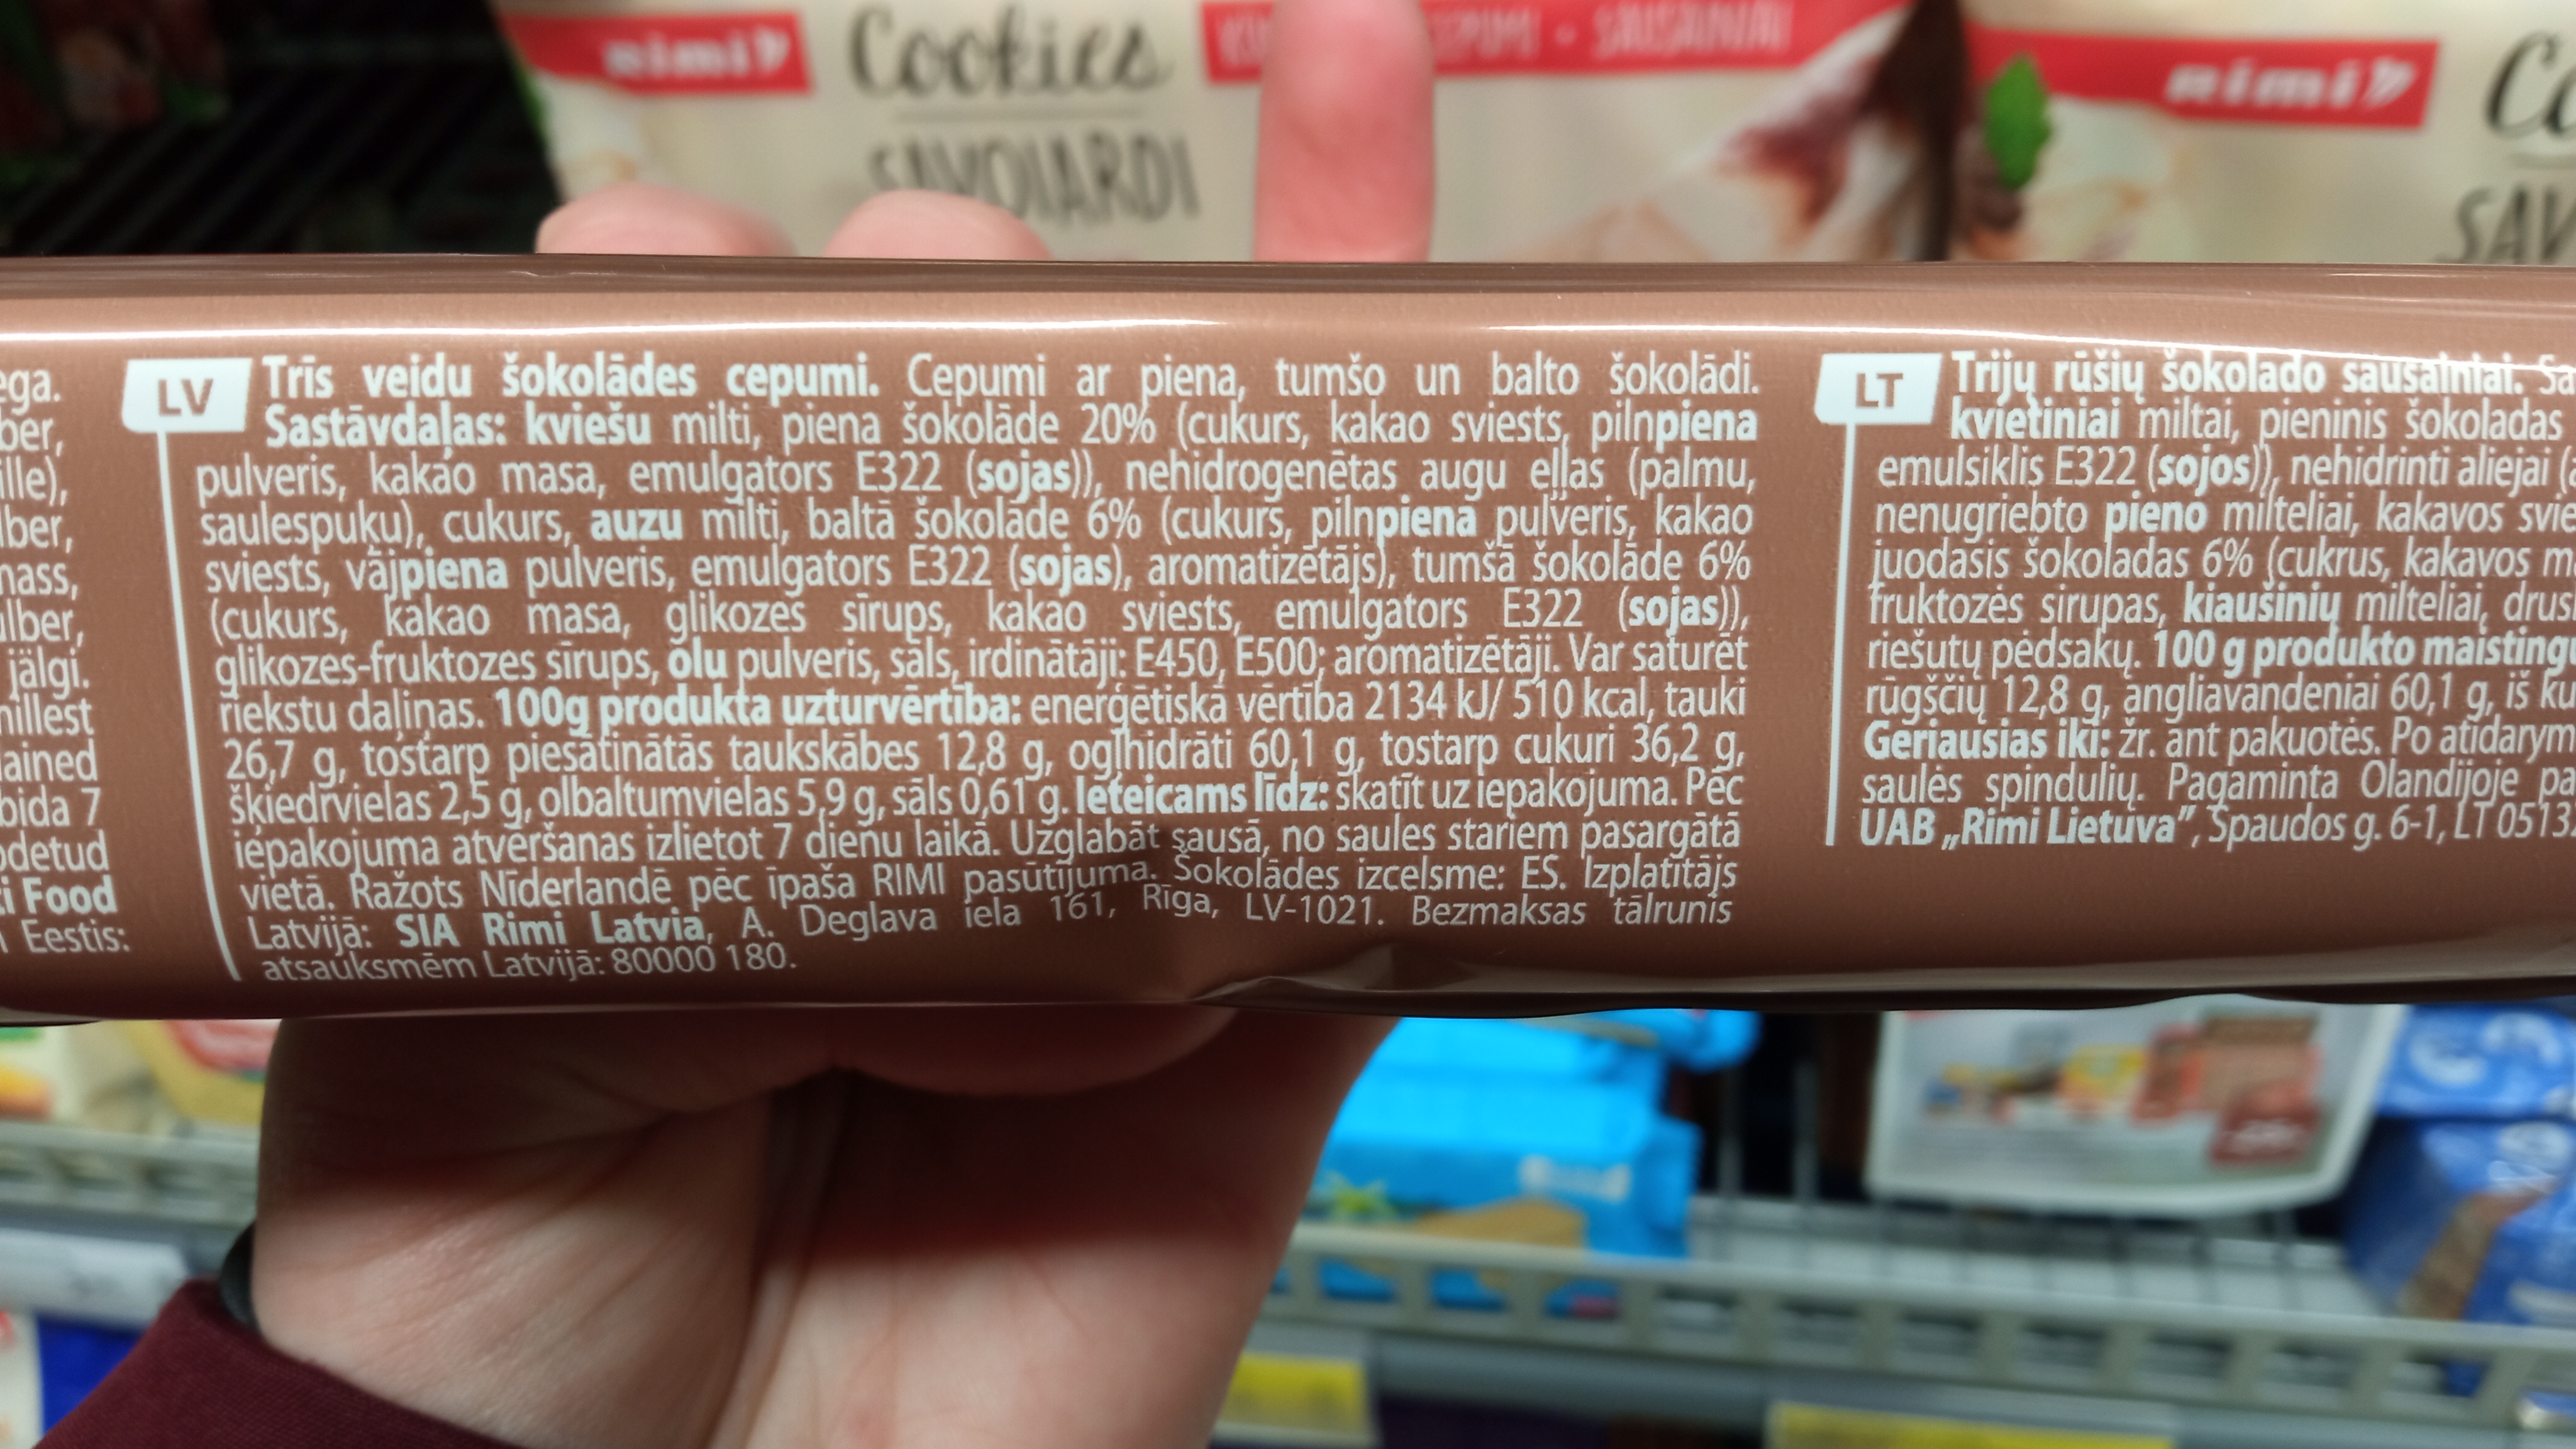 rimi
Cookies
SAVOIARDI
SAUSAINIAI
rimi
ega.
ber,
ille),
lber,
mass,
ulber,
jälgi.
millest
tained
bida 7
odetud
i Food
Eestis:
LV
Trīs veidu šokolādes cepumi. Cepumi ar piena, tumšo un balto šokolādi.
Sastāvdaļas: kviešu milti, piena šokolāde 20% (cukurs, kakao sviests, pilnpiena
pulveris, kakao masa, emulgators E322 (sojas)), nehidrogenētas augu eļļas (palmu,
saulespuķu), cukurs, auzu milti, baltā šokolāde 6% (cukurs, pilnpiena pulveris, kakao
sviests, vājpiena pulveris, emulgators E322 (sojas), aromatizētājs), tumšā šokolāde 6%
(cukurs, kakao masa, glikozes sīrups, kakao sviests, emulgators E322 (sojas)),
glikozes-fruktozes sīrups, olu pulveris, sāls, irdinātāji: E450, E500; aromatizētāji. Var saturēt
riekstu daļiņas. 100g produkta uzturvērtība: enerģētiskā vērtība 2134 kJ/ 510 kcal, tauki
26,7 g, tostarp piesātinātās taukskābes 12,8 g, ogļhidrāti 60,1 g, tostarp cukuri 36,2 g,
šķiedrvielas 2,5 g, olbaltumvielas 5,9 g, sāls 0,61 g. Ieteicams līdz: skatīt uz iepakojuma. Pēc
iepakojuma atvēršanas izlietot 7 dienu laikā. Uzglabāt sausā, no saules stariem pasargātā
vietā. Ražots Nīderlandē pēc īpaša RIMI pasūtījuma. Šokolādes izcelsme: ES. Izplatītājs
Latvijā: SIA Rimi Latvia, A. Deglava iela 161, Rīga, LV-1021. Bezmaksas tālrunis
atsauksmēm Latvijā: 80000 180.
LT
Trijų rūšių šokolado sausainiai. Sa
kvietiniai miltai, pieninis šokoladas
emulsiklis E322 (sojos)), nehidrinti aliejai (
nenugriebto pieno milteliai, kakavos svie
juodasis šokoladas 6% (cukrus, kakavos m
fruktozės sirupas, kiaušinių milteliai, drus
riešutų pėdsakų. 100 g produkto maisting
rūgščių 12,8 g, angliavandeniai 60,1 g, iš k
Geriausias iki: žr. ant pakuotės. Po atidarym
saulės spindulių. Pagaminta Olandijoje pa
UAB „Rimi Lietuva”, Spaudos g. 6-1, LT 0513